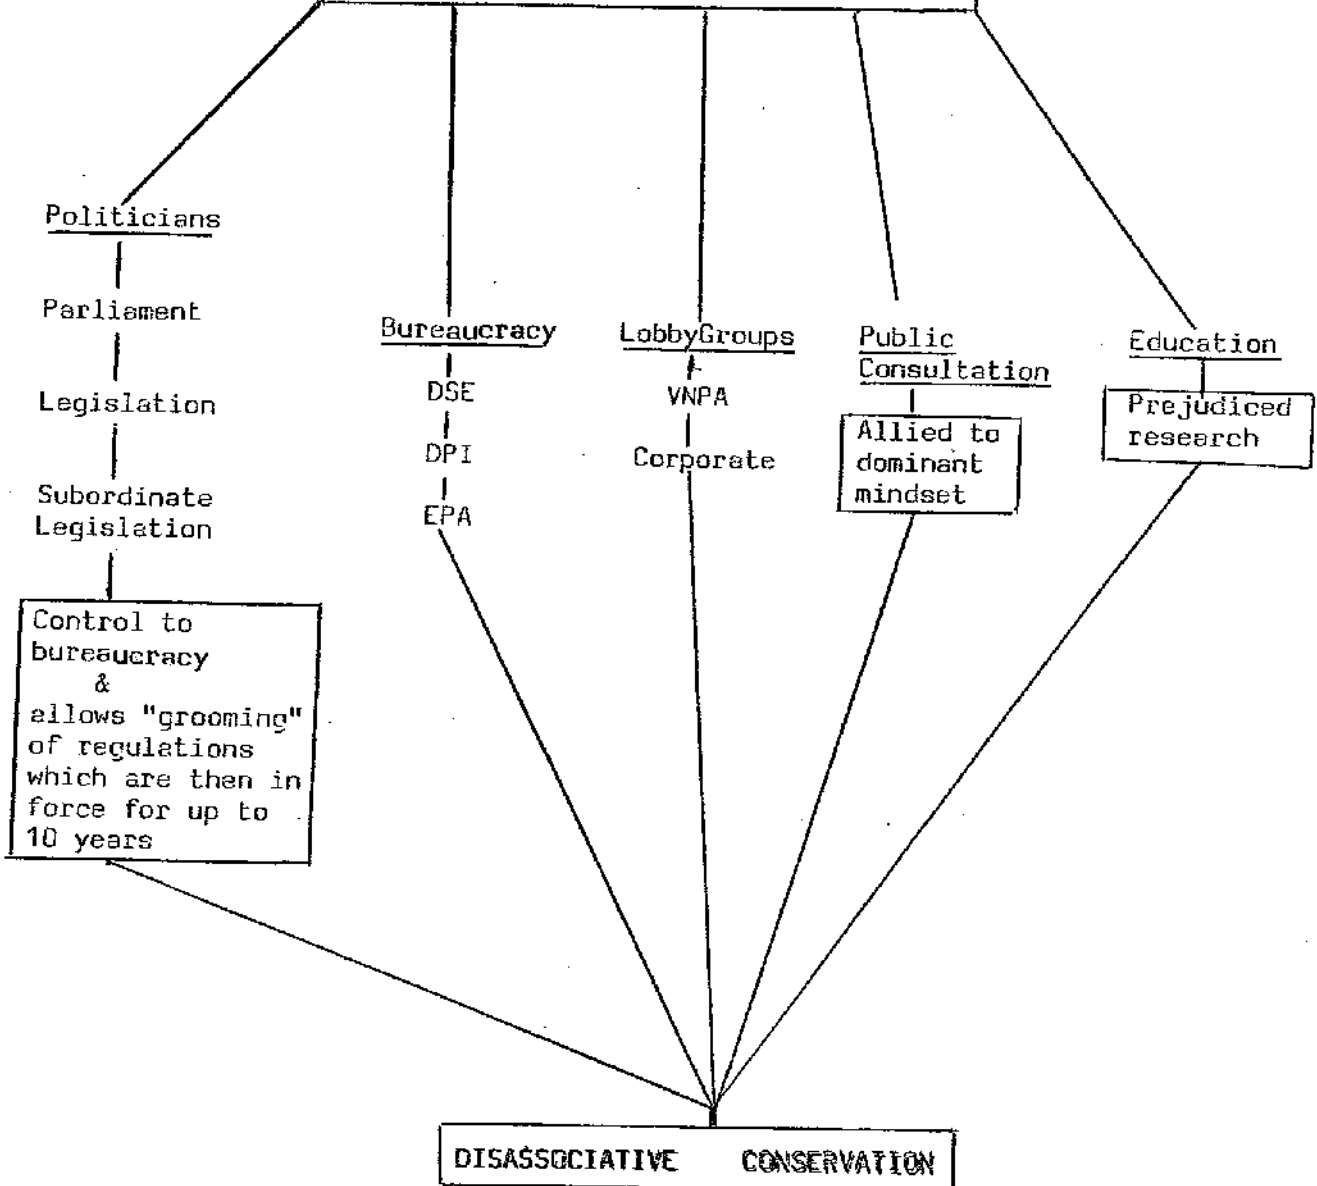 Politicians
Parliament
Legislation
Subordinate
Legislation
Control to
bureaucracy
&
allows "grooming"
of regulations
which are then in
force for up to
10 years
Bureaucracy
DSE
DPI
EPA
LobbyGroups
VNPA
Corporate
Public
Consultation
Allied to
dominant
mindset
Education
Prejudiced
research
DISASSOCIATIVE CONSERVATION